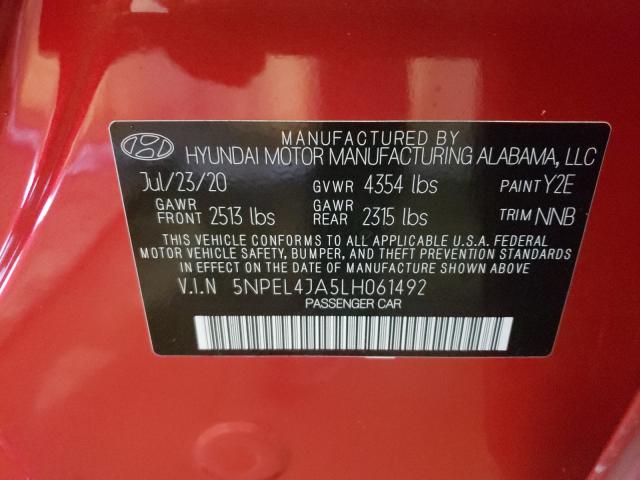 MANUFACTURED BY
HYUNDAI MOTOR MANUFACTURING ALABAMA, LLC
Jul/23/20 GVWR 4354 lbs PAINT Y2E
GAWR FRONT 2513 lbs GAWR REAR 2315 lbs TRIM NNB
THIS VEHICLE CONFORMS TO ALL APPLICABLE U.S.A. FEDERAL
MOTOR VEHICLE SAFETY, BUMPER, AND THEFT PREVENTION STANDARDS
IN EFFECT ON THE DATE OF MANUFACTURE SHOWN ABOVE
V.I.N 5NPEL4JA5LH061492
PASSENGER CAR